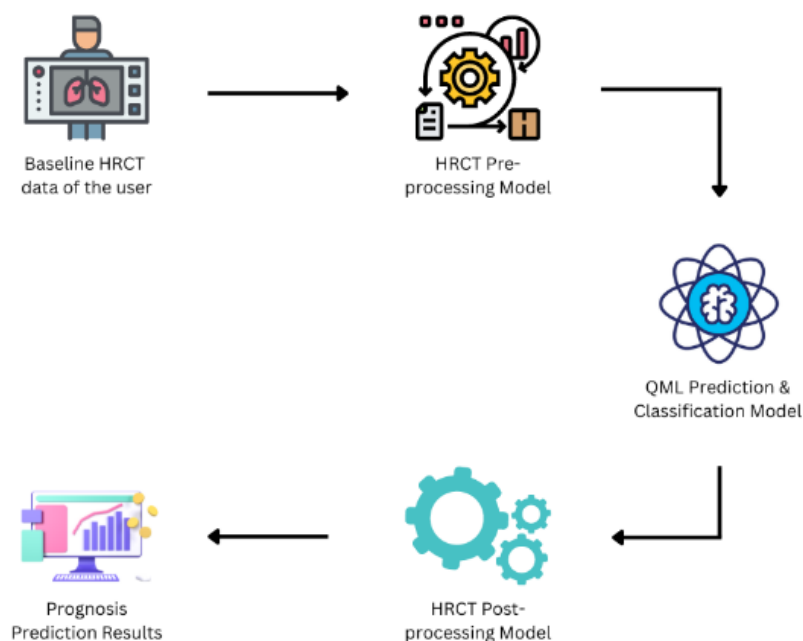 Baseline HRCT
data of the user
HRCT Pre-
processing Model
QML Prediction &
Classification Model
HRCT Post-
processing Model
Prognosis
Prediction Results